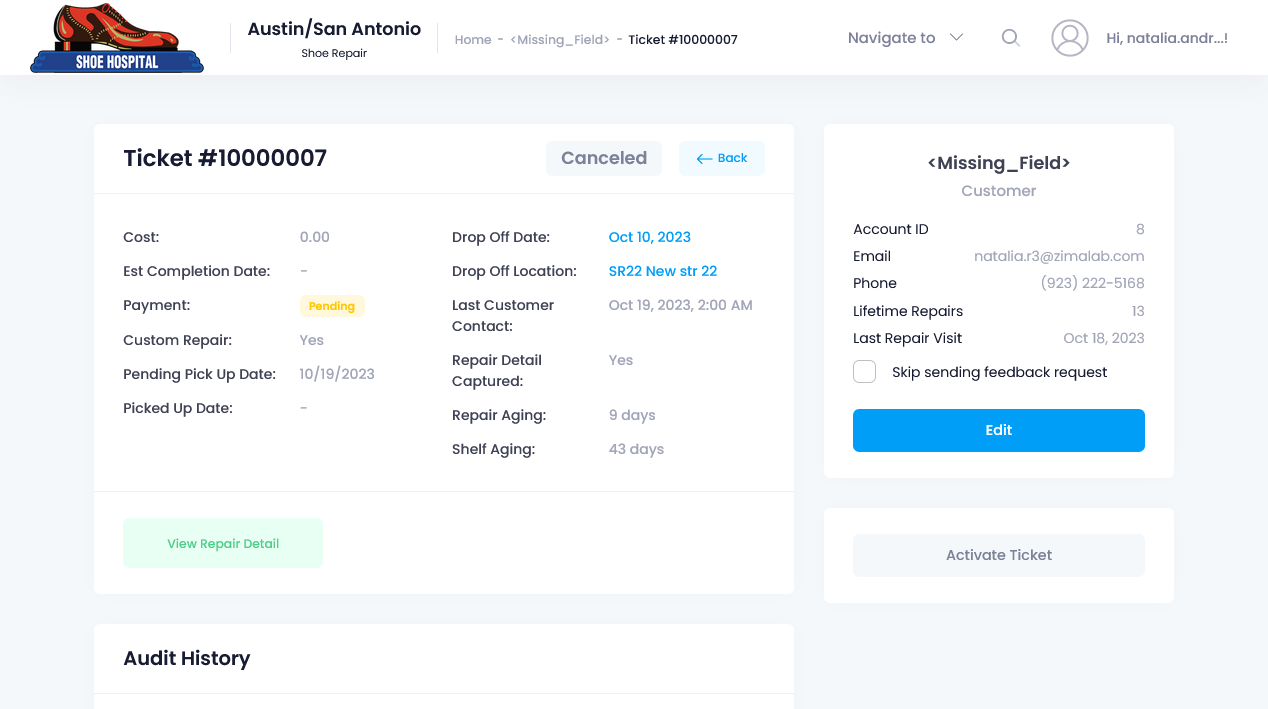 SHOE HOSPITAL
Austin/San Antonio
Shoe Repair
Home - <Missing_Field> - Ticket #10000007
Navigate to
Hi, natalia.andr...!
Ticket #10000007
Canceled
Back
Cost: 0.00
Est Completion Date: -
Payment: Pending
Custom Repair: Yes
Pending Pick Up Date: 10/19/2023
Picked Up Date: -
Drop Off Date: Oct 10, 2023
Drop Off Location: SR22 New str 22
Last Customer Oct 19, 2023, 2:00 AM
Contact:
Repair Detail Yes
Captured:
Repair Aging: 9 days
Shelf Aging: 43 days
View Repair Detail
Audit History
<Missing_Field>
Customer
Account ID 8
Email natalia.r3@zimalab.com
Phone (923) 222-5168
Lifetime Repairs 13
Last Repair Visit Oct 18, 2023
Skip sending feedback request
Edit
Activate Ticket